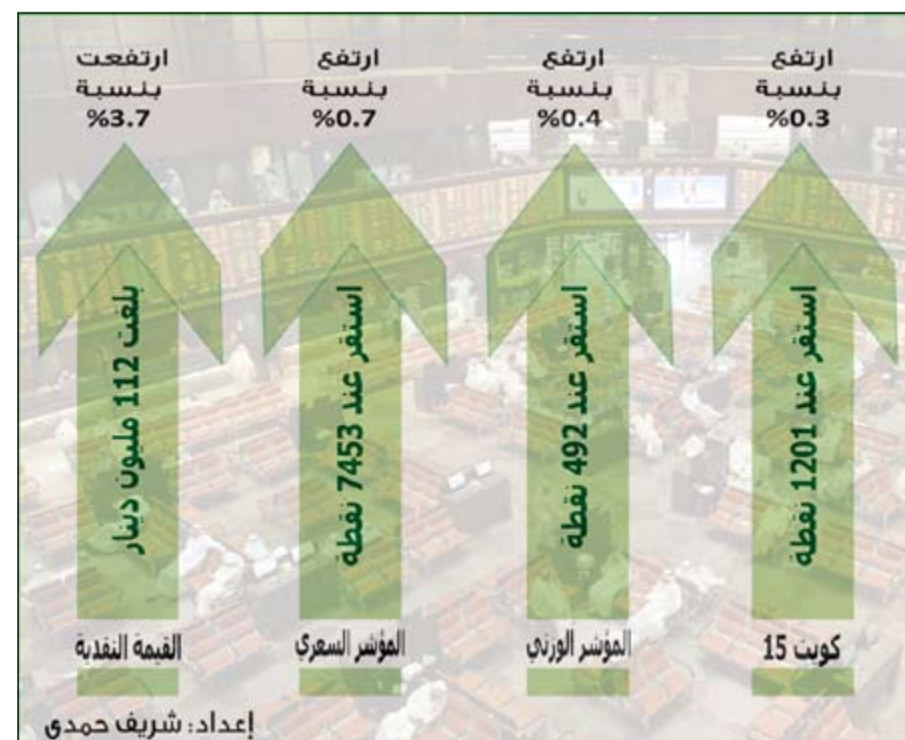 ارتفع
بنسبة
%0.3
استقر عند 1201 نقطة
كويت 15
ارتفع
بنسبة
%0.4
استقر عند 492 نقطة
المؤشر الوزني
ارتفع
بنسبة
%0.7
استقر عند 7453 نقطة
المؤشر السعري
ارتفعت
بنسبة
%3.7
بلغت 112 مليون دينار
القيمة النقدية
إعداد: شريف حمدي